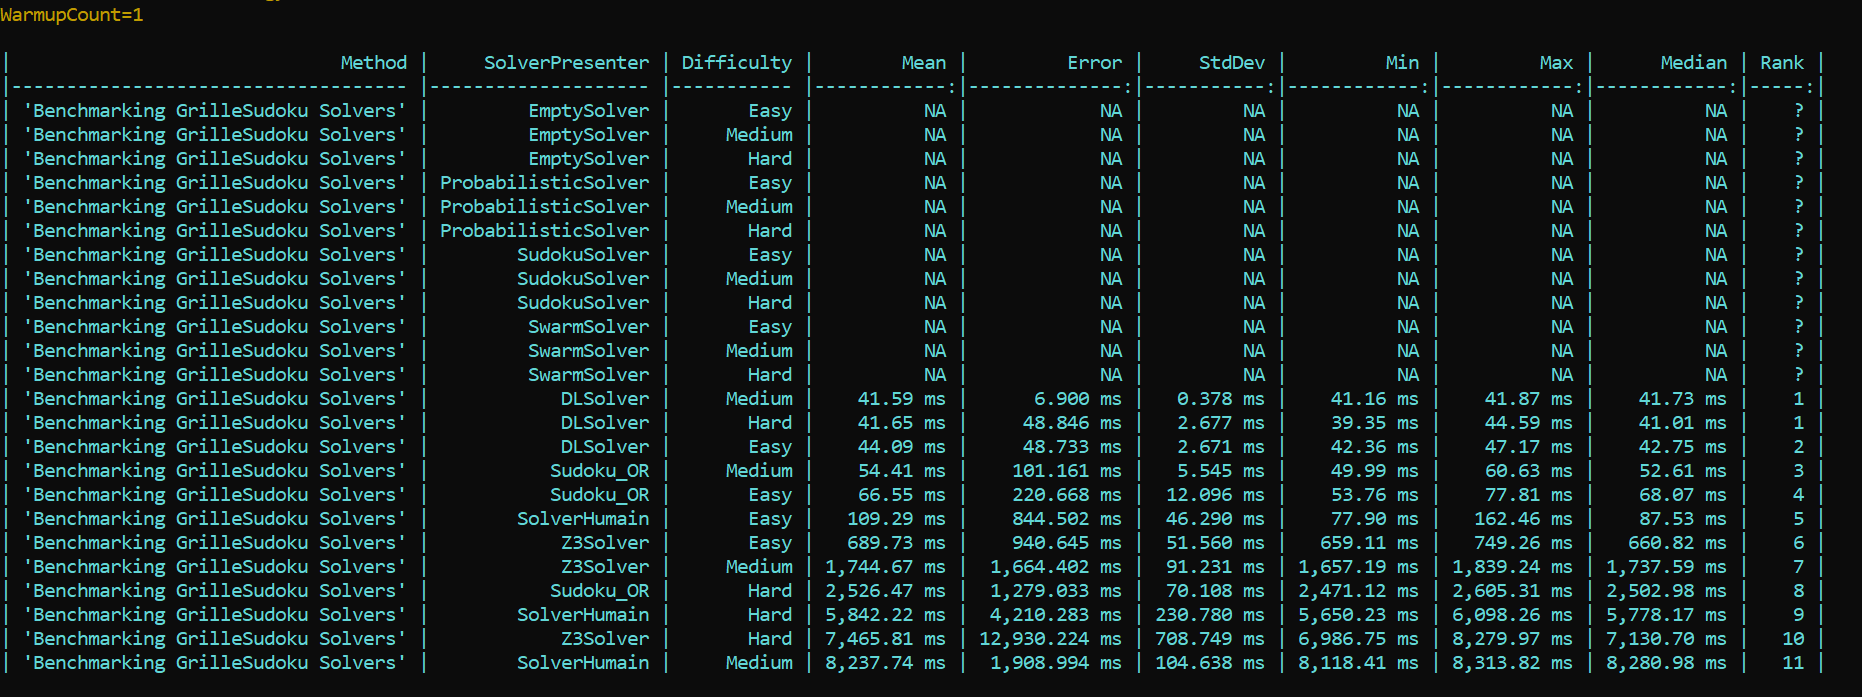 WarmupCount=1
| Method | SolverPresenter | Difficulty | Mean | Error | StdDev | Min | Max | Median | Rank |
|------------------------------------- |-------------------- |----------- |------------:|--------------:|-----------:|------------:|------------:|------------:|-----:|
| 'Benchmarking GrilleSudoku Solvers' | EmptySolver | Easy | NA | NA | NA | NA | NA | NA | ? |
| 'Benchmarking GrilleSudoku Solvers' | EmptySolver | Medium | NA | NA | NA | NA | NA | NA | ? |
| 'Benchmarking GrilleSudoku Solvers' | EmptySolver | Hard | NA | NA | NA | NA | NA | NA | ? |
| 'Benchmarking GrilleSudoku Solvers' | ProbabilisticSolver | Easy | NA | NA | NA | NA | NA | NA | ? |
| 'Benchmarking GrilleSudoku Solvers' | ProbabilisticSolver | Medium | NA | NA | NA | NA | NA | NA | ? |
| 'Benchmarking GrilleSudoku Solvers' | ProbabilisticSolver | Hard | NA | NA | NA | NA | NA | NA | ? |
| 'Benchmarking GrilleSudoku Solvers' | SudokuSolver | Easy | NA | NA | NA | NA | NA | NA | ? |
| 'Benchmarking GrilleSudoku Solvers' | SudokuSolver | Medium | NA | NA | NA | NA | NA | NA | ? |
| 'Benchmarking GrilleSudoku Solvers' | SudokuSolver | Hard | NA | NA | NA | NA | NA | NA | ? |
| 'Benchmarking GrilleSudoku Solvers' | SwarmSolver | Easy | NA | NA | NA | NA | NA | NA | ? |
| 'Benchmarking GrilleSudoku Solvers' | SwarmSolver | Medium | NA | NA | NA | NA | NA | NA | ? |
| 'Benchmarking GrilleSudoku Solvers' | SwarmSolver | Hard | NA | NA | NA | NA | NA | NA | ? |
| 'Benchmarking GrilleSudoku Solvers' | DLSolver | Medium | 41.59 ms | 6.900 ms | 0.378 ms | 41.16 ms | 41.87 ms | 41.73 ms | 1 |
| 'Benchmarking GrilleSudoku Solvers' | DLSolver | Hard | 41.65 ms | 48.846 ms | 2.677 ms | 39.35 ms | 44.59 ms | 41.01 ms | 1 |
| 'Benchmarking GrilleSudoku Solvers' | DLSolver | Easy | 44.09 ms | 48.733 ms | 2.671 ms | 42.36 ms | 47.17 ms | 42.75 ms | 2 |
| 'Benchmarking GrilleSudoku Solvers' | Sudoku_OR | Medium | 54.41 ms | 101.161 ms | 5.545 ms | 49.99 ms | 60.63 ms | 52.61 ms | 3 |
| 'Benchmarking GrilleSudoku Solvers' | Sudoku_OR | Easy | 66.55 ms | 220.668 ms | 12.096 ms | 53.76 ms | 77.81 ms | 68.07 ms | 4 |
| 'Benchmarking GrilleSudoku Solvers' | SolverHumain | Easy | 109.29 ms | 844.502 ms | 46.290 ms | 77.90 ms | 162.46 ms | 87.53 ms | 5 |
| 'Benchmarking GrilleSudoku Solvers' | Z3Solver | Easy | 689.73 ms | 940.645 ms | 51.560 ms | 659.11 ms | 749.26 ms | 660.82 ms | 6 |
| 'Benchmarking GrilleSudoku Solvers' | Z3Solver | Medium | 1,744.67 ms | 1,664.402 ms | 91.231 ms | 1,657.19 ms | 1,839.24 ms | 1,737.59 ms | 7 |
| 'Benchmarking GrilleSudoku Solvers' | Sudoku_OR | Hard | 2,526.47 ms | 1,279.033 ms | 70.108 ms | 2,471.12 ms | 2,605.31 ms | 2,502.98 ms | 8 |
| 'Benchmarking GrilleSudoku Solvers' | SolverHumain | Hard | 5,842.22 ms | 4,210.283 ms | 230.780 ms | 5,650.23 ms | 6,098.26 ms | 5,778.17 ms | 9 |
| 'Benchmarking GrilleSudoku Solvers' | Z3Solver | Hard | 7,465.81 ms | 12,930.224 ms | 708.749 ms | 6,986.75 ms | 8,279.97 ms | 7,130.70 ms | 10 |
| 'Benchmarking GrilleSudoku Solvers' | SolverHumain | Medium | 8,237.74 ms | 1,908.994 ms | 104.638 ms | 8,118.41 ms | 8,313.82 ms | 8,280.98 ms | 11 |